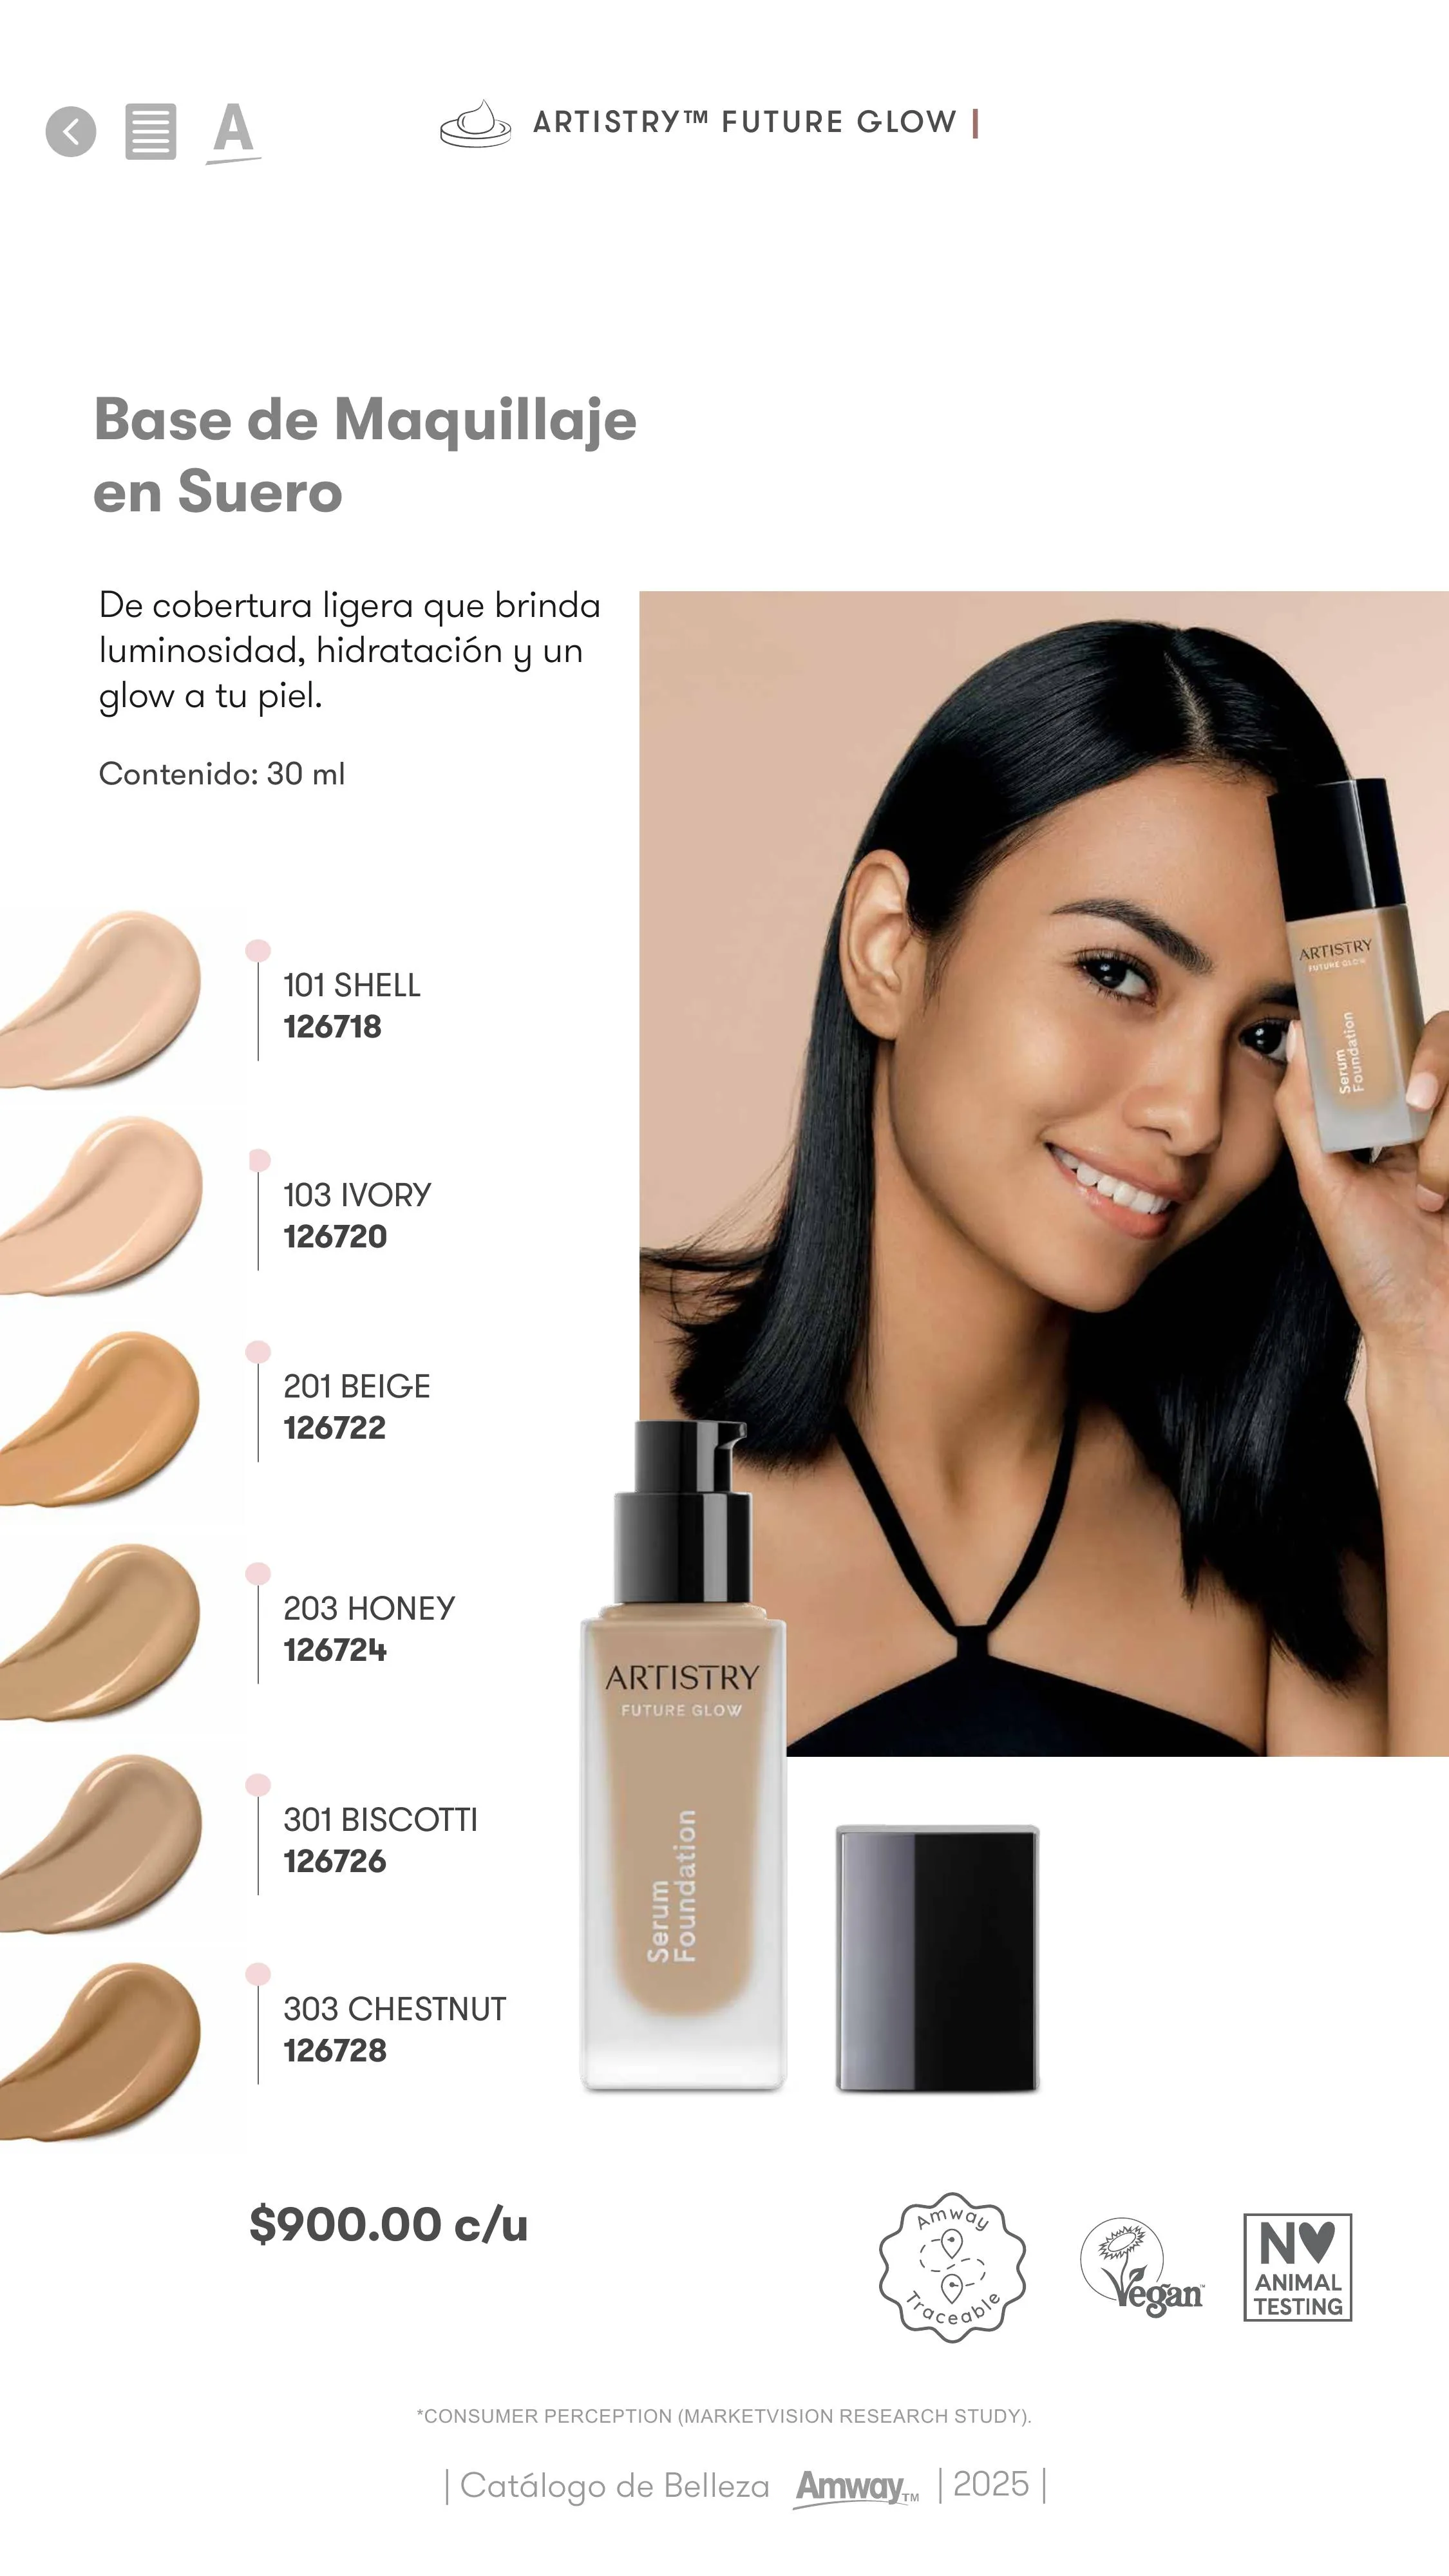 A
ARTISTRY™ FUTURE GLOW
Base de Maquillaje
en Suero
De cobertura ligera que brinda
luminosidad, hidratación y un
glow a tu piel.
Contenido: 30 ml
101 SHELL
126718
103 IVORY
126720
201 BEIGE
126722
203 HONEY
126724
301 BISCOTTI
126726
303 CHESTNUT
126728
ARTISTRY
FUTURE GLOW
Serum
Foundation
ARTISTRY
FUTURE GLOW
Serum
Foundation
$900.00 c/u
Amway
Traceable
Vegan™
N♥
ANIMAL
TESTING
*CONSUMER PERCEPTION (MARKETVISION RESEARCH STUDY).
| Catálogo de Belleza Amway™ | 2025 |